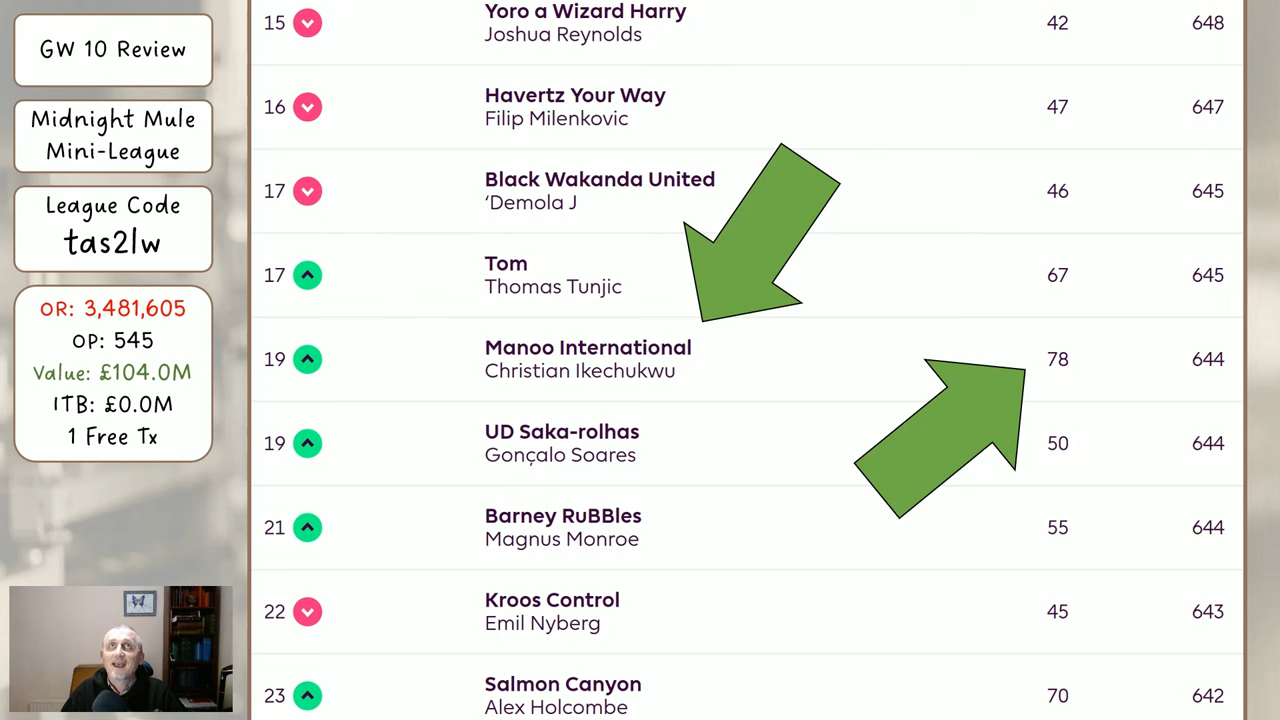 GW 10 Review
Midnight Mule
Mini-League
League Code
tas2lw
OR: 3,481,605
OP: 545
Value: £104.0M
ITB: £0.0M
1 Free Tx
15 Yoro a Wizard Harry 42 648
Joshua Reynolds
16 Havertz Your Way 47 647
Filip Milenkovic
17 Black Wakanda United 46 645
‘Demola J
17 Tom 67 645
Thomas Tunjic
19 Manoo International 78 644
Christian Ikechukwu
19 UD Saka-rolhas 50 644
Gonçalo Soares
21 Barney RuBBles 55 644
Magnus Monroe
22 Kroos Control 45 643
Emil Nyberg
23 Salmon Canyon 70 642
Alex Holcombe